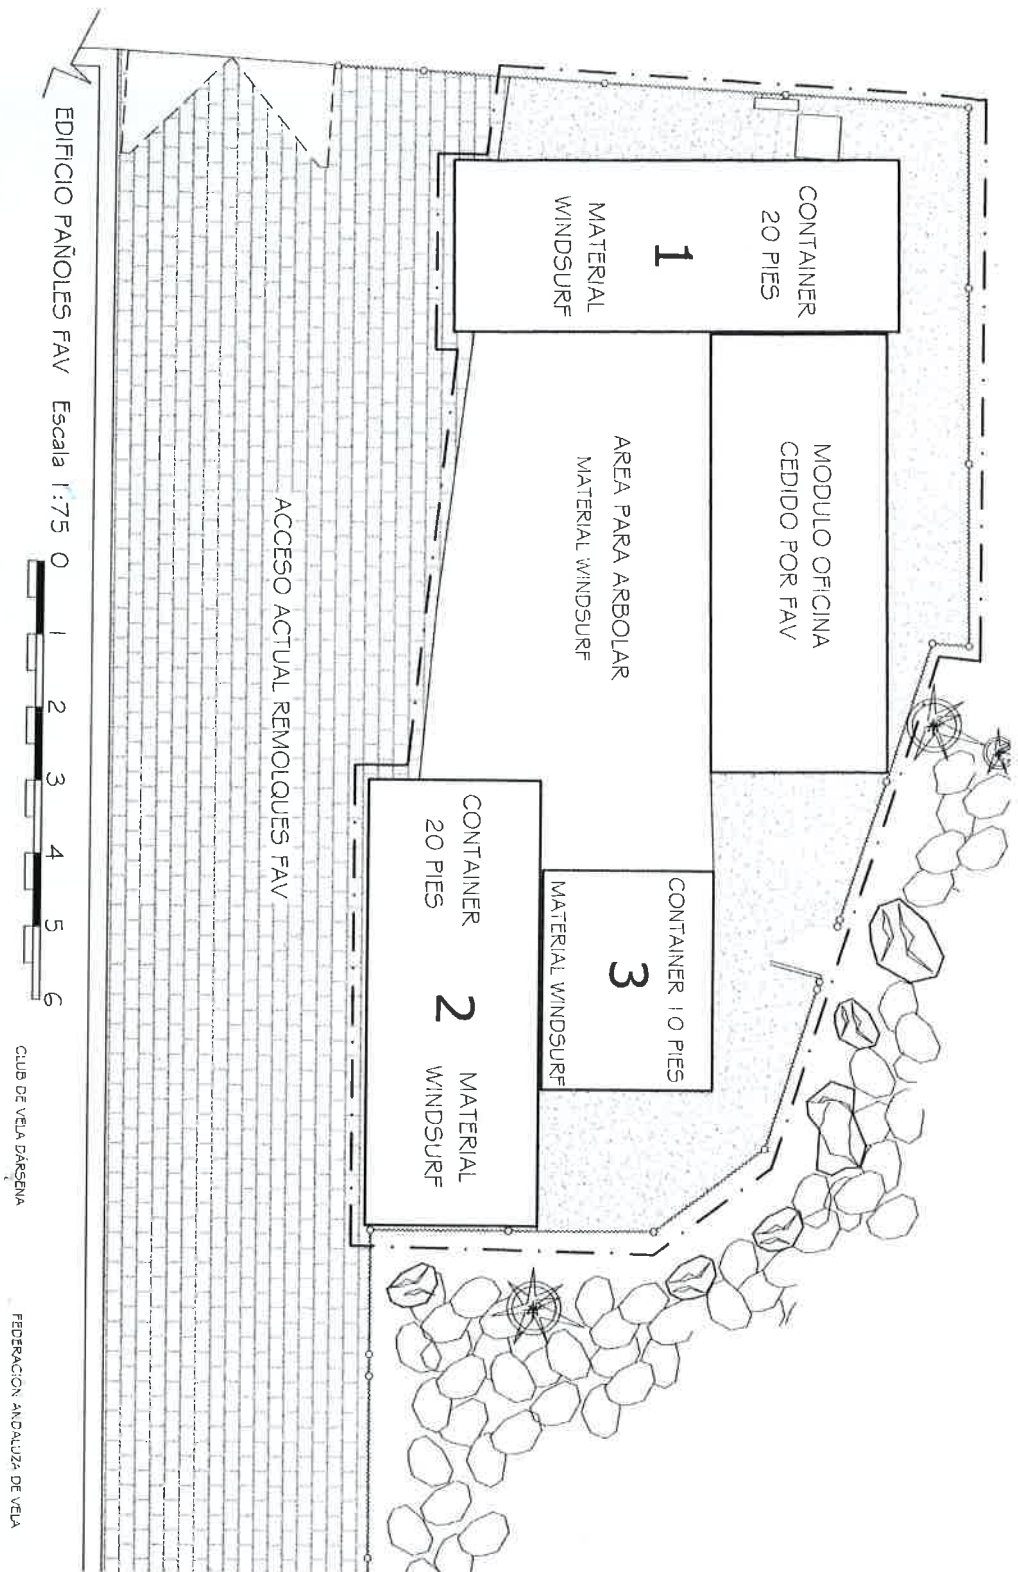 CONTAINER
20 PIES
1
MATERIAL
WINDSURF
MODULO OFICINA
CEDIDO POR FAV
AREA PARA ARBOLAR
MATERIAL WINDSURF
CONTAINER 10 PIES
3
MATERIAL WINDSURF
CONTAINER
20 PIES
2
MATERIAL
WINDSURF
ACCESO ACTUAL REMOLQUES FAV
EDIFICIO PAÑOLES FAV Escala 1:75
0 1 2 3 4 5 6
CLUB DE VELA DÁRSENA
FEDERACION ANDALUZA DE VELA